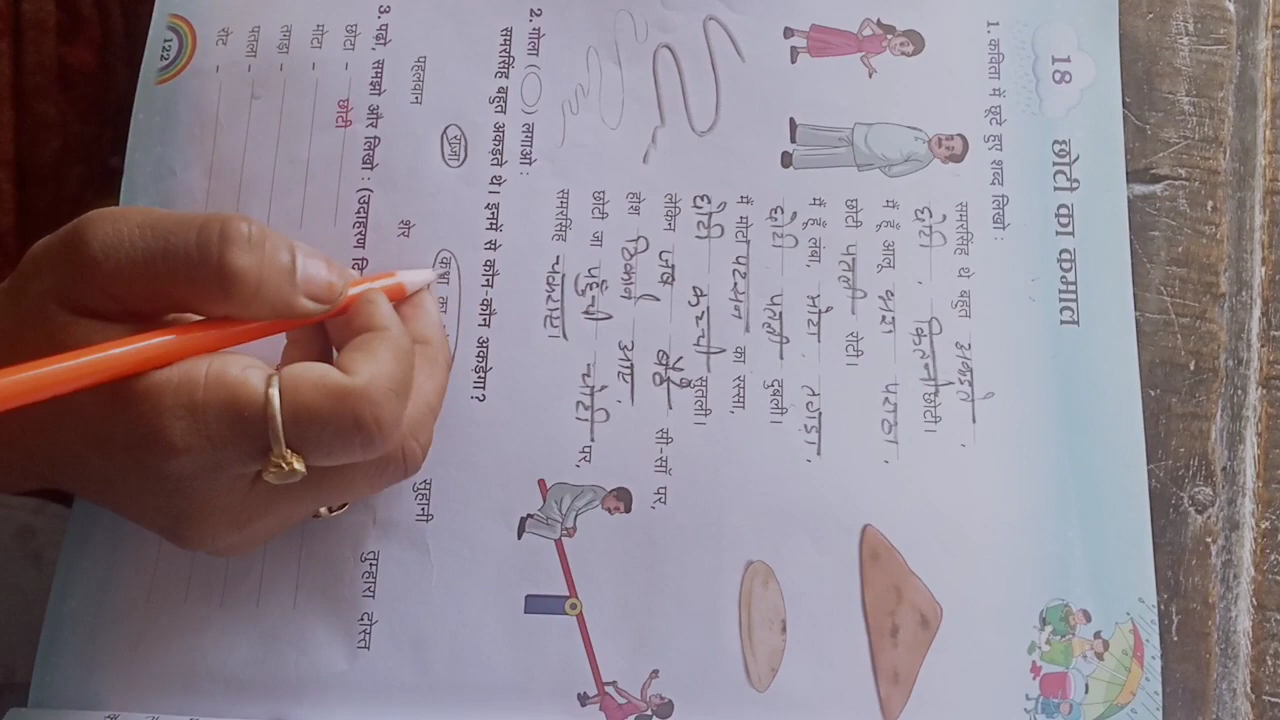 18
छोटी का कमाल
1. कविता में छूटे हुए शब्द लिखो :
समरसिंह थे बहुत अकड़ते,
छोटी, कितनी छोटी।
मैं हूँ आलू भरा पराठा,
छोटी पतली रोटी।
मैं हूँ लंबा, मोटा, तगड़ा,
छोटी पतली दुबली।
मैं मोटा पटसन का रस्सा,
छोटी कच्ची सुतली।
लेकिन जब बैठे सी-सॉ पर,
होश ठिकाने आए,
छोटी जा पहुँची चोटी पर,
समरसिंह चकराए।
2. गोला ( ) लगाओ :
समरसिंह बहुत अकड़ते थे। इनमें से कौन-कौन अकड़ेगा?
राजा
कक्षा का
पहलवान शेर सुहानी तुम्हारा दोस्त
3. पढ़ो, समझो और लिखो : (उदाहरण
छोटा - छोटी
मोटा -
तगड़ा -
पतला -
सेट -
122